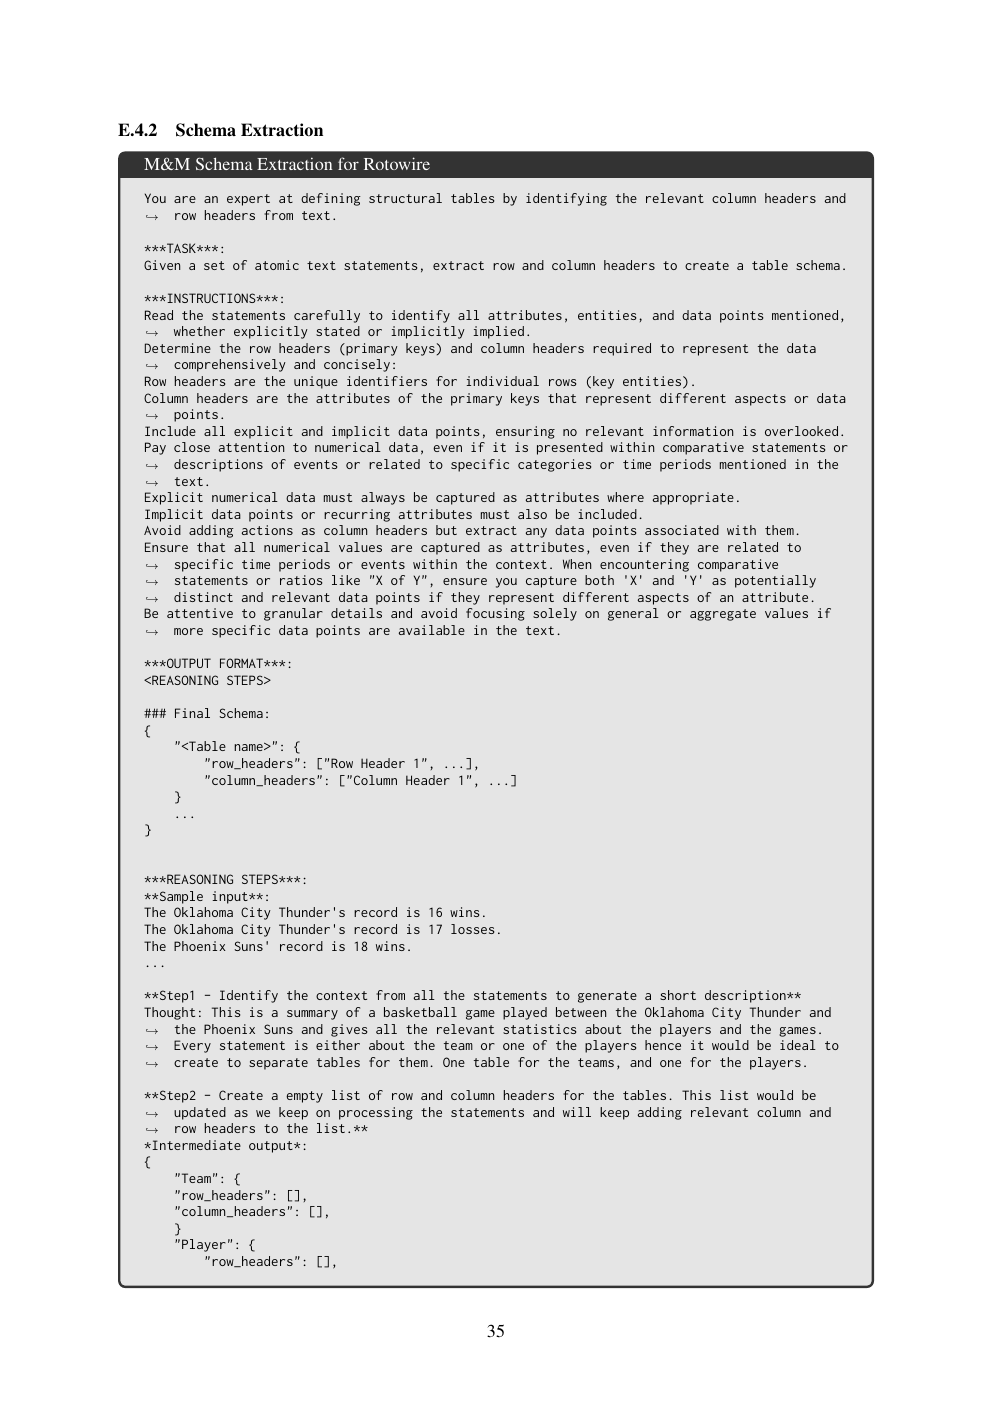 E.4.2 Schema Extraction
M&M Schema Extraction for Rotowire
You are an expert at defining structural tables by identifying the relevant column headers and
↪ row headers from text.
***TASK***:
Given a set of atomic text statements, extract row and column headers to create a table schema.
***INSTRUCTIONS***:
Read the statements carefully to identify all attributes, entities, and data points mentioned,
↪ whether explicitly stated or implicitly implied.
Determine the row headers (primary keys) and column headers required to represent the data
↪ comprehensively and concisely:
Row headers are the unique identifiers for individual rows (key entities).
Column headers are the attributes of the primary keys that represent different aspects or data
↪ points.
Include all explicit and implicit data points, ensuring no relevant information is overlooked.
Pay close attention to numerical data, even if it is presented within comparative statements or
↪ descriptions of events or related to specific categories or time periods mentioned in the
↪ text.
Explicit numerical data must always be captured as attributes where appropriate.
Implicit data points or recurring attributes must also be included.
Avoid adding actions as column headers but extract any data points associated with them.
Ensure that all numerical values are captured as attributes, even if they are related to
↪ specific time periods or events within the context. When encountering comparative
↪ statements or ratios like "X of Y", ensure you capture both 'X' and 'Y' as potentially
↪ distinct and relevant data points if they represent different aspects of an attribute.
Be attentive to granular details and avoid focusing solely on general or aggregate values if
↪ more specific data points are available in the text.
***OUTPUT FORMAT***:
<REASONING STEPS>
### Final Schema:
{
    "<Table name>": {
        "row_headers": ["Row Header 1", ...],
        "column_headers": ["Column Header 1", ...]
    }
    ...
}
***REASONING STEPS***:
**Sample input**:
The Oklahoma City Thunder's record is 16 wins.
The Oklahoma City Thunder's record is 17 losses.
The Phoenix Suns' record is 18 wins.
...
**Step1 - Identify the context from all the statements to generate a short description**
Thought: This is a summary of a basketball game played between the Oklahoma City Thunder and
↪ the Phoenix Suns and gives all the relevant statistics about the players and the games.
↪ Every statement is either about the team or one of the players hence it would be ideal to
↪ create to separate tables for them. One table for the teams, and one for the players.
**Step2 - Create a empty list of row and column headers for the tables. This list would be
↪ updated as we keep on processing the statements and will keep adding relevant column and
↪ row headers to the list.**
*Intermediate output*:
{
    "Team": {
    "row_headers": [],
    "column_headers": [],
    }
    "Player": {
        "row_headers": [],
35